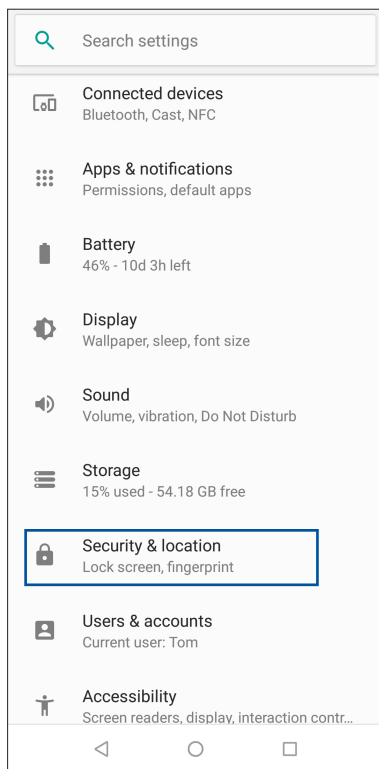 Search settings
Connected devices
Bluetooth, Cast, NFC
Apps & notifications
Permissions, default apps
Battery
46% - 10d 3h left
Display
Wallpaper, sleep, font size
Sound
Volume, vibration, Do Not Disturb
Storage
15% used - 54.18 GB free
Security & location
Lock screen, fingerprint
Users & accounts
Current user: Tom
Accessibility
Screen readers, display, interaction contr...